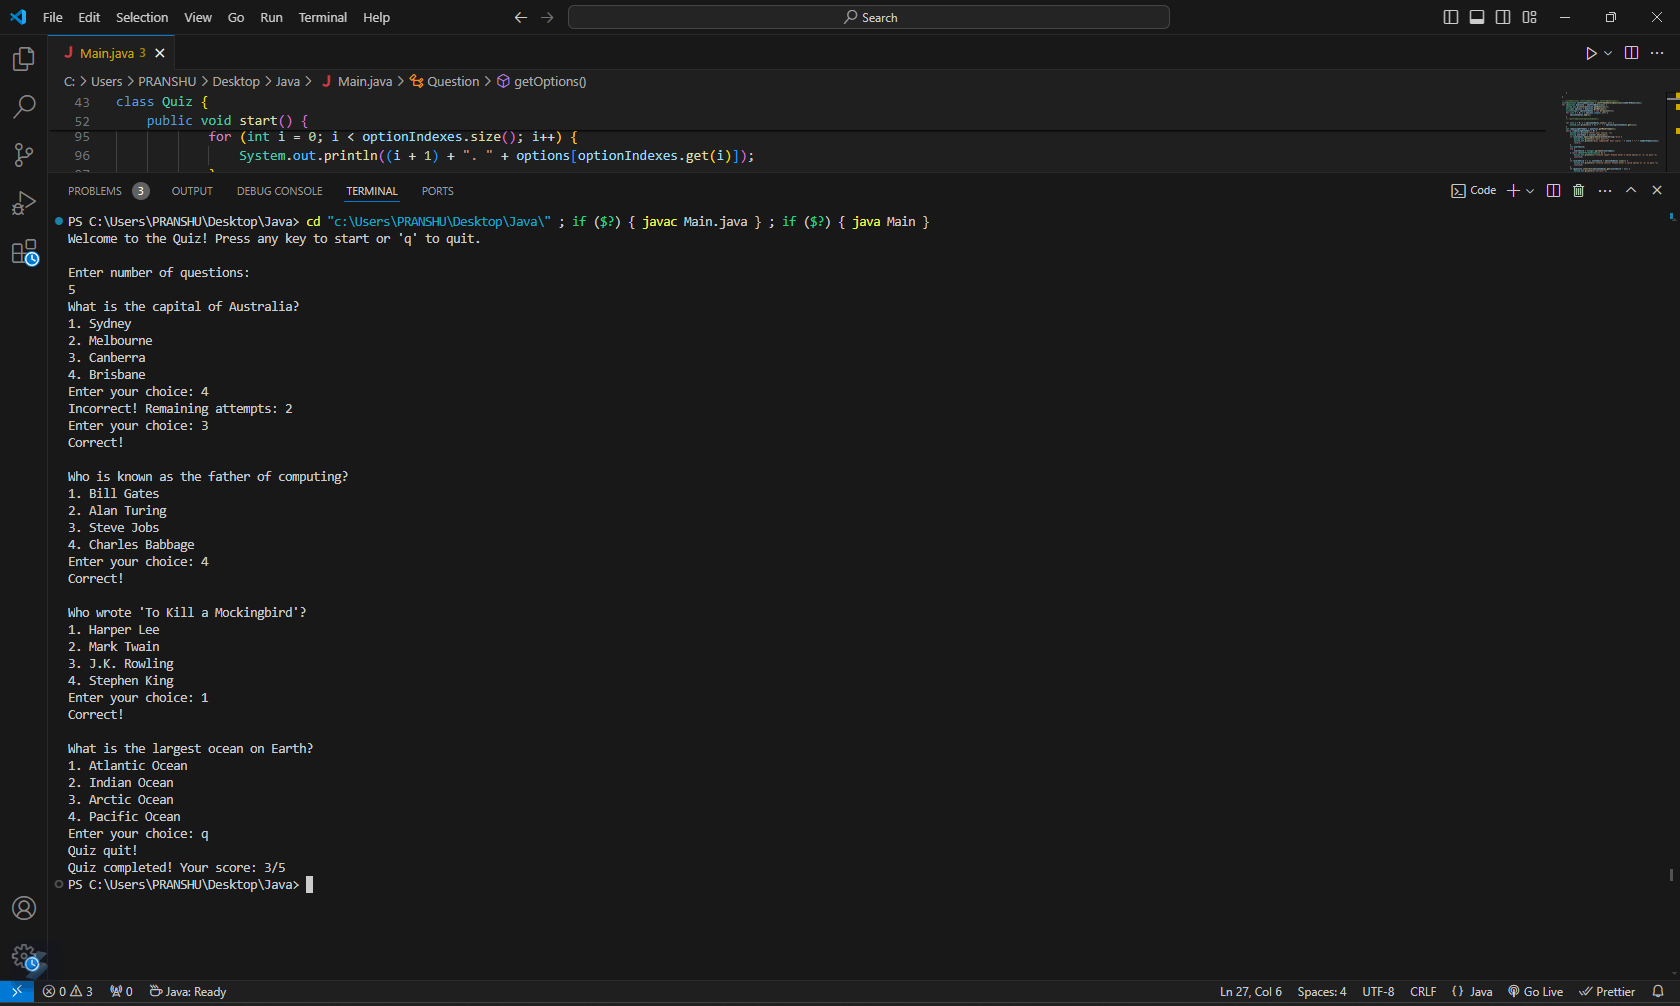 File Edit Selection View Go Run Terminal Help Search
Main.java 3
C: > Users > PRANSHU > Desktop > Java > Main.java > Question > getOptions()
43 class Quiz {
52 public void start() {
95 for (int i = 0; i < optionIndexes.size(); i++) {
96 System.out.println((i + 1) + ". " + options[optionIndexes.get(i)]);
PROBLEMS 3 OUTPUT DEBUG CONSOLE TERMINAL PORTS Code
PS C:\Users\PRANSHU\Desktop\Java> cd "c:\Users\PRANSHU\Desktop\Java\" ; if ($?) { javac Main.java } ; if ($?) { java Main }
Welcome to the Quiz! Press any key to start or 'q' to quit.
Enter number of questions:
5
What is the capital of Australia?
1. Sydney
2. Melbourne
3. Canberra
4. Brisbane
Enter your choice: 4
Incorrect! Remaining attempts: 2
Enter your choice: 3
Correct!
Who is known as the father of computing?
1. Bill Gates
2. Alan Turing
3. Steve Jobs
4. Charles Babbage
Enter your choice: 4
Correct!
Who wrote 'To Kill a Mockingbird'?
1. Harper Lee
2. Mark Twain
3. J.K. Rowling
4. Stephen King
Enter your choice: 1
Correct!
What is the largest ocean on Earth?
1. Atlantic Ocean
2. Indian Ocean
3. Arctic Ocean
4. Pacific Ocean
Enter your choice: q
Quiz quit!
Quiz completed! Your score: 3/5
PS C:\Users\PRANSHU\Desktop\Java>
0 3 0 Java: Ready Ln 27, Col 6 Spaces: 4 UTF-8 CRLF {} Java Go Live Prettier